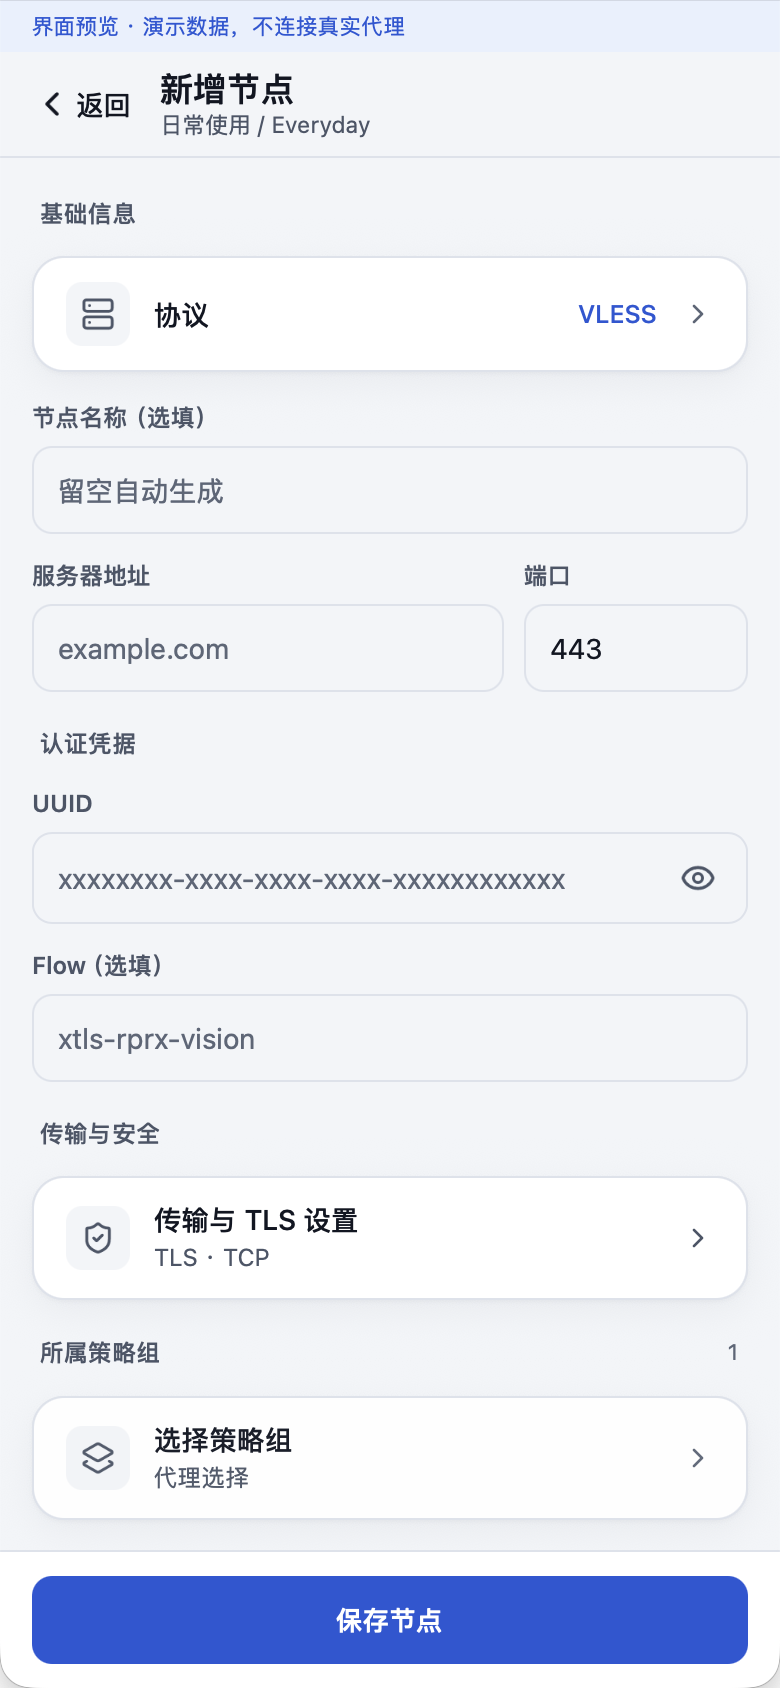 界面预览 · 演示数据，不连接真实代理
返回
新增节点
日常使用 / Everyday
基础信息
协议
VLESS
节点名称 (选填)
留空自动生成
服务器地址
端口
example.com
443
认证凭据
UUID
xxxxxxxx-xxxx-xxxx-xxxx-xxxxxxxxxxxx
Flow (选填)
xtls-rprx-vision
传输与安全
传输与 TLS 设置
TLS · TCP
所属策略组
1
选择策略组
代理选择
保存节点